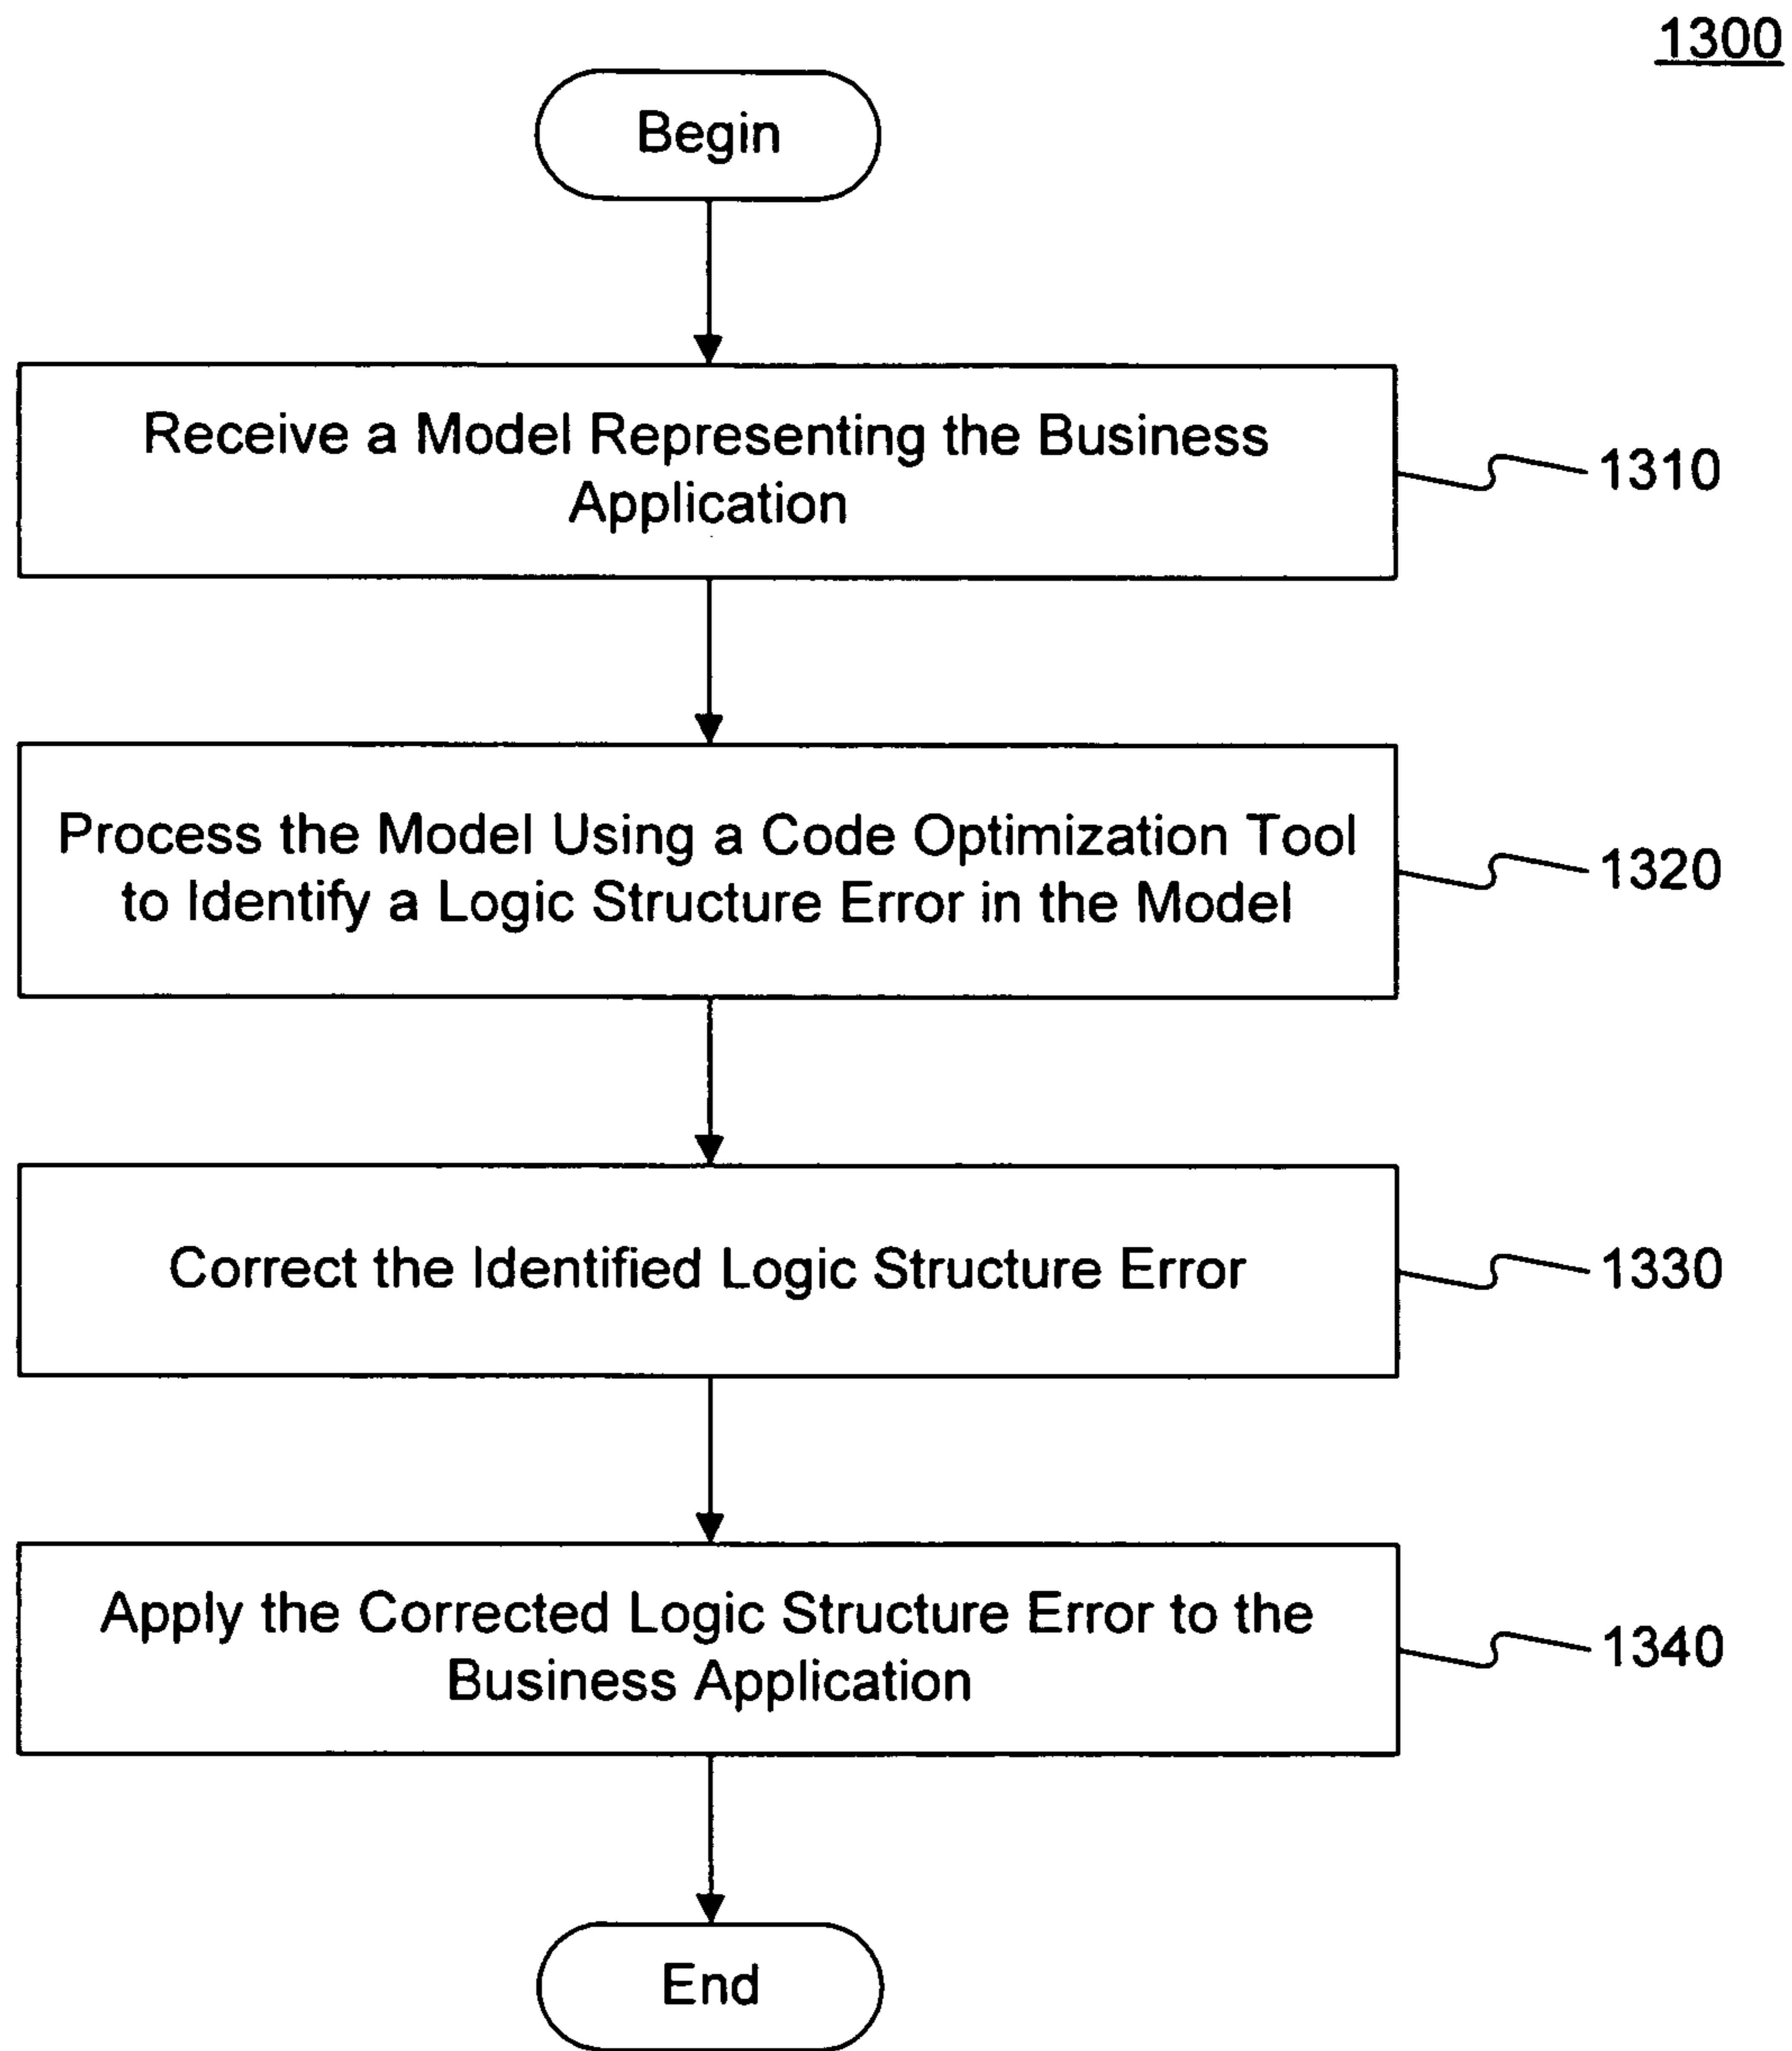 1300
Begin
Receive a Model Representing the Business
Application
1310
Process the Model Using a Code Optimization Tool
to Identify a Logic Structure Error in the Model
1320
Correct the Identified Logic Structure Error
1330
Apply the Corrected Logic Structure Error to the
Business Application
1340
End